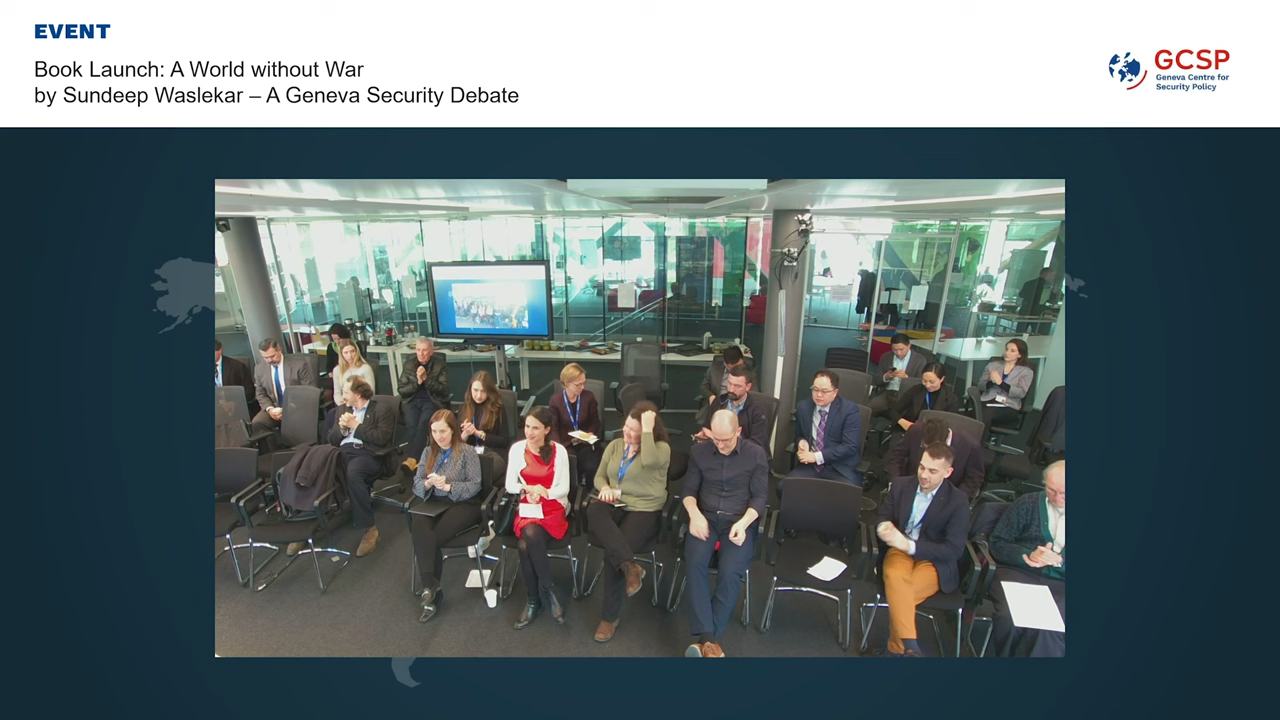 EVENT
Book Launch: A World without War
by Sundeep Waslekar – A Geneva Security Debate
GCSP
Geneva Centre for
Security Policy